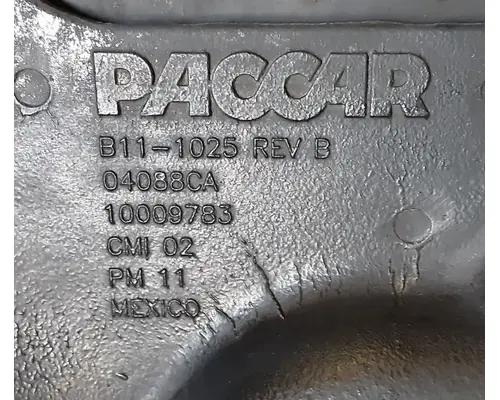 PACCAR
B11-1025 REV B
04088CA
10009783
CMI 02
PM 11
MEXICO